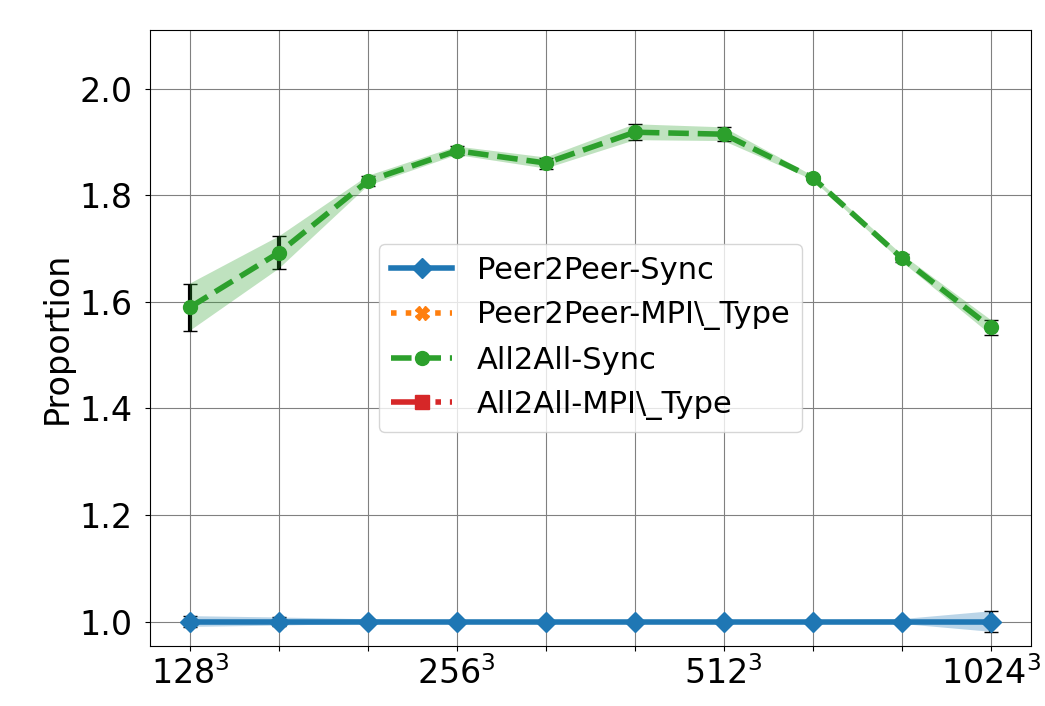 2.0
1.8
1.6
1.4
1.2
1.0
Proportion
Peer2Peer-Sync
Peer2Peer-MPI\_Type
All2All-Sync
All2All-MPI\_Type
128³
256³
512³
1024³